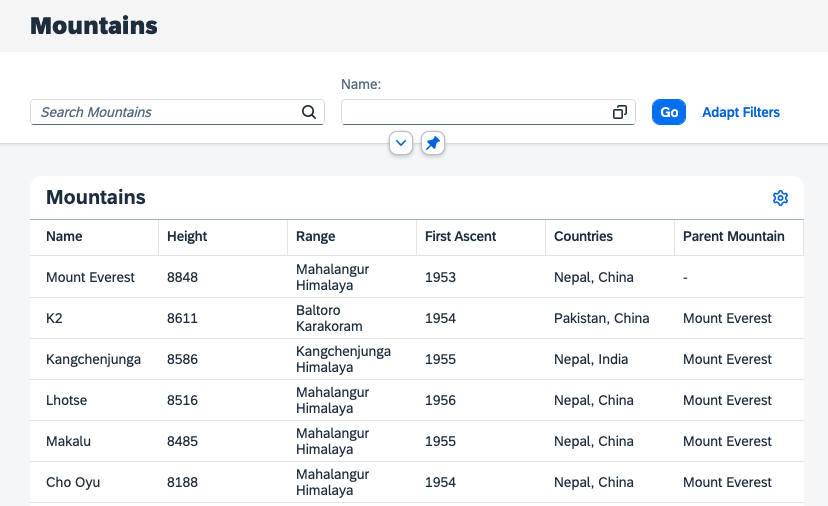 Mountains
Name:
Search Mountains
Go Adapt Filters
Mountains
Name Height Range First Ascent Countries Parent Mountain
Mount Everest 8848 Mahalangur Himalaya 1953 Nepal, China -
K2 8611 Baltoro Karakoram 1954 Pakistan, China Mount Everest
Kangchenjunga 8586 Kangchenjunga Himalaya 1955 Nepal, India Mount Everest
Lhotse 8516 Mahalangur Himalaya 1956 Nepal, China Mount Everest
Makalu 8485 Mahalangur Himalaya 1955 Nepal, China Mount Everest
Cho Oyu 8188 Mahalangur Himalaya 1954 Nepal, China Mount Everest